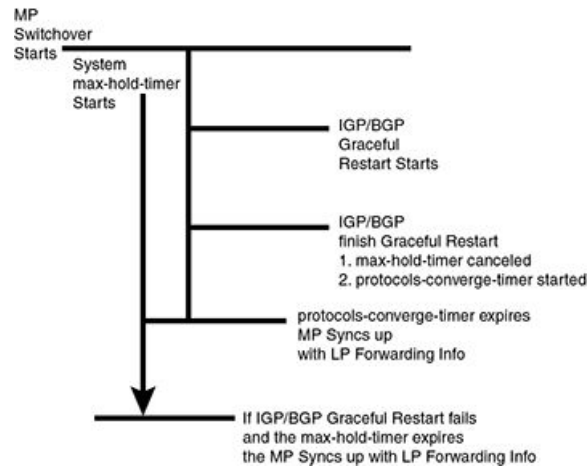 MP
Switchover
Starts
System
max-hold-timer
Starts
IGP/BGP
Graceful
Restart Starts
IGP/BGP
finish Graceful Restart
1. max-hold-timer canceled
2. protocols-converge-timer started
protocols-converge-timer expires
MP Syncs up
with LP Forwarding Info
If IGP/BGP Graceful Restart fails
and the max-hold-timer expires
the MP Syncs up with LP Forwarding Info